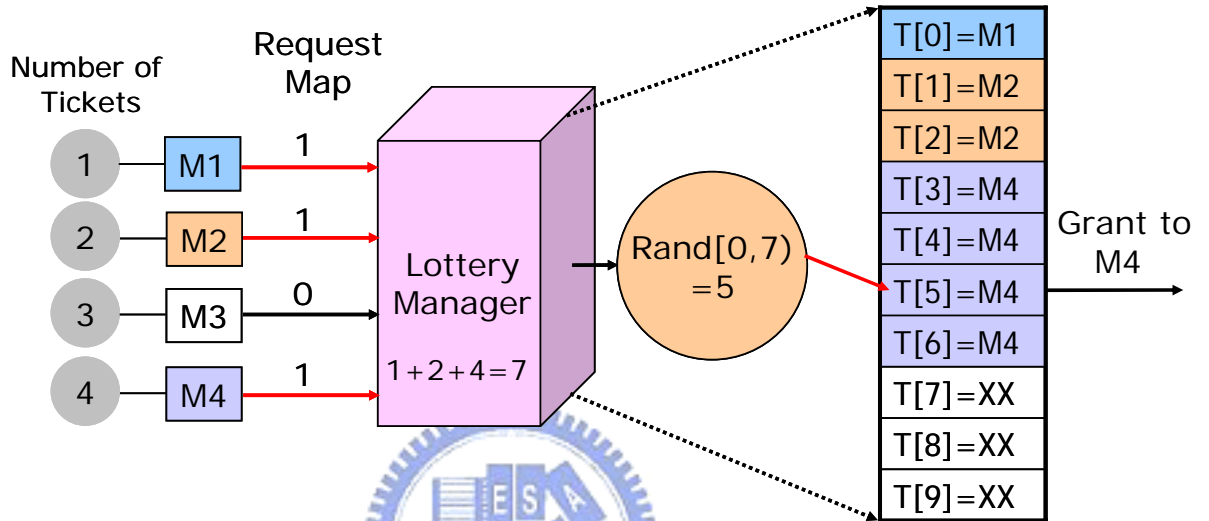 Number of
Tickets
Request
Map
1
M1
1
2
M2
1
3
M3
0
4
M4
1
Lottery
Manager
1+2+4=7
Rand[0,7)
=5
T[0]=M1
T[1]=M2
T[2]=M2
T[3]=M4
T[4]=M4
T[5]=M4
T[6]=M4
T[7]=XX
T[8]=XX
T[9]=XX
Grant to
M4
E S A